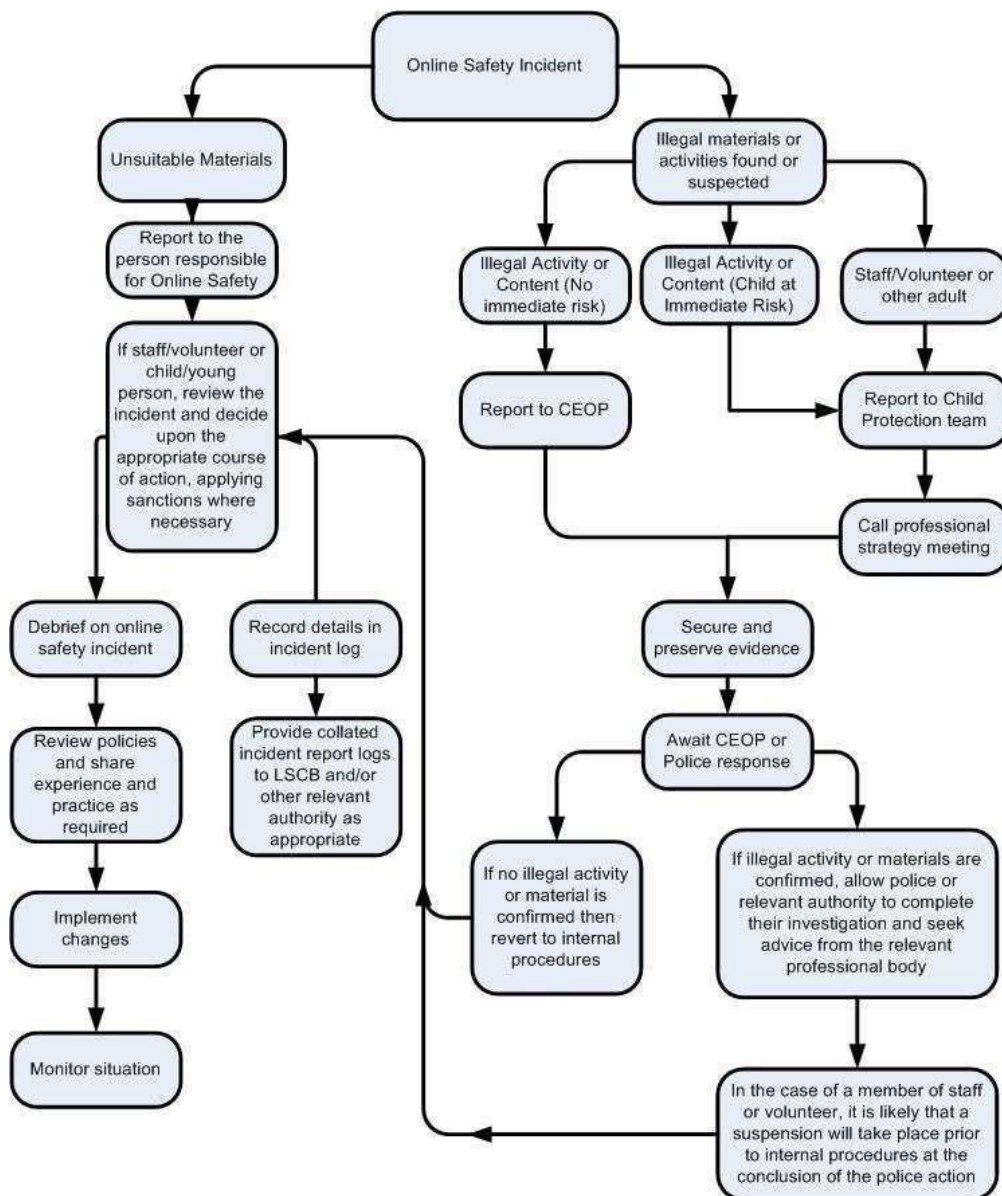 Online Safety Incident
Unsuitable Materials
Report to the
person responsible
for Online Safety
If staff/volunteer or
child/young
person, review the
incident and decide
upon the
appropriate course
of action, applying
sanctions where
necessary
Debrief on online
safety incident
Review policies
and share
experience and
practice as
required
Implement
changes
Monitor situation
Record details in
incident log
Provide collated
incident report logs
to LSCB and/or
other relevant
authority as
appropriate
Illegal materials or
activities found or
suspected
Illegal Activity or
Content (No
immediate risk)
Illegal Activity or
Content (Child at
Immediate Risk)
Staff/Volunteer or
other adult
Report to CEOP
Report to Child
Protection team
Call professional
strategy meeting
Secure and
preserve evidence
Await CEOP or
Police response
If no illegal activity
or material is
confirmed then
revert to internal
procedures
If illegal activity or materials are
confirmed, allow police or
relevant authority to complete
their investigation and seek
advice from the relevant
professional body
In the case of a member of staff
or volunteer, it is likely that a
suspension will take place prior
to internal procedures at the
conclusion of the police action